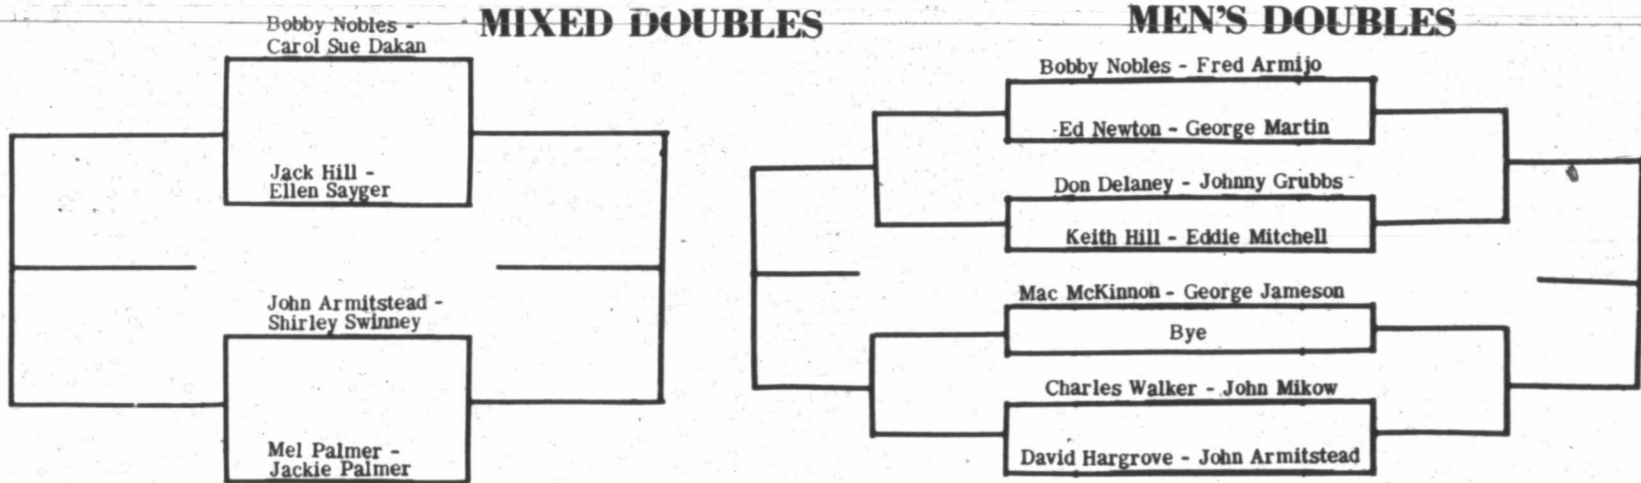 MIXED DOUBLES
Bobby Nobles -
Carol Sue Dakan
Jack Hill -
Ellen Sayger
John Armitstead -
Shirley Swinney
Mel Palmer -
Jackie Palmer
MEN'S DOUBLES
Bobby Nobles - Fred Armijo
Ed Newton - George Martin
Don Delaney - Johnny Grubbs
Keith Hill - Eddie Mitchell
Mac McKinnon - George Jameson
Bye
Charles Walker - John Mikow
David Hargrove - John Armitstead